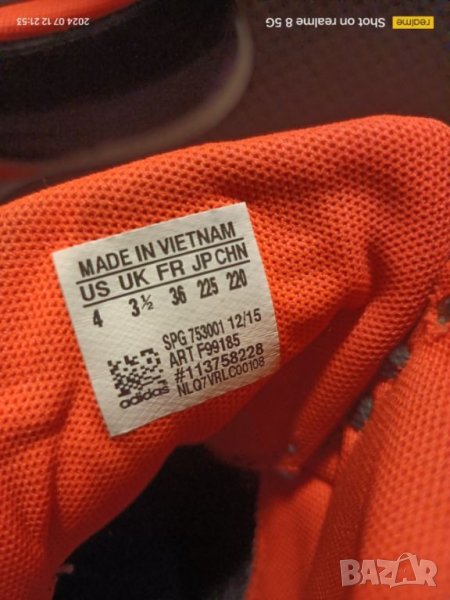 2024 07 12 21:53
realme Shot on realme 8 5G
MADE IN VIETNAM
US UK FR JP CHN
4 3½ 36 225 220
SPG 753001 12/15
ART F99185
#113758228
NLQ7VRLC00108
adidas
BAZAR